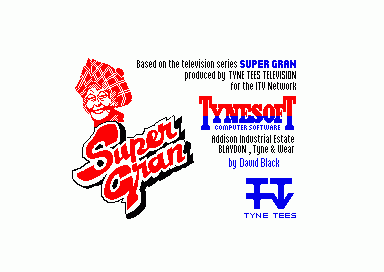 Based on the television series SUPER GRAN
produced by TYNE TEES TELEVISION
for the ITV Network
TYNESOFT
COMPUTER SOFTWARE
Addison Industrial Estate
BLAYDON , Tyne & Wear
by David Black
Super
Gran
TYNE TEES